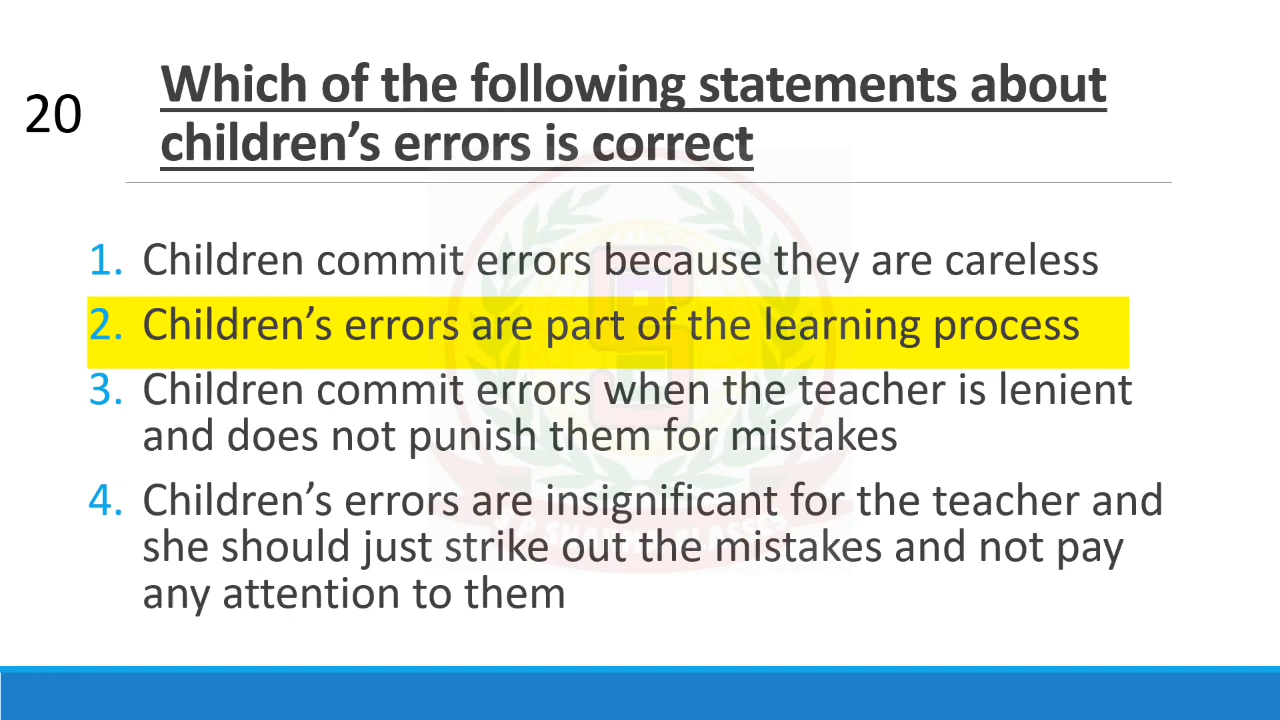 20
Which of the following statements about
children’s errors is correct
1. Children commit errors because they are careless
2. Children’s errors are part of the learning process
3. Children commit errors when the teacher is lenient
and does not punish them for mistakes
4. Children’s errors are insignificant for the teacher and
she should just strike out the mistakes and not pay
any attention to them